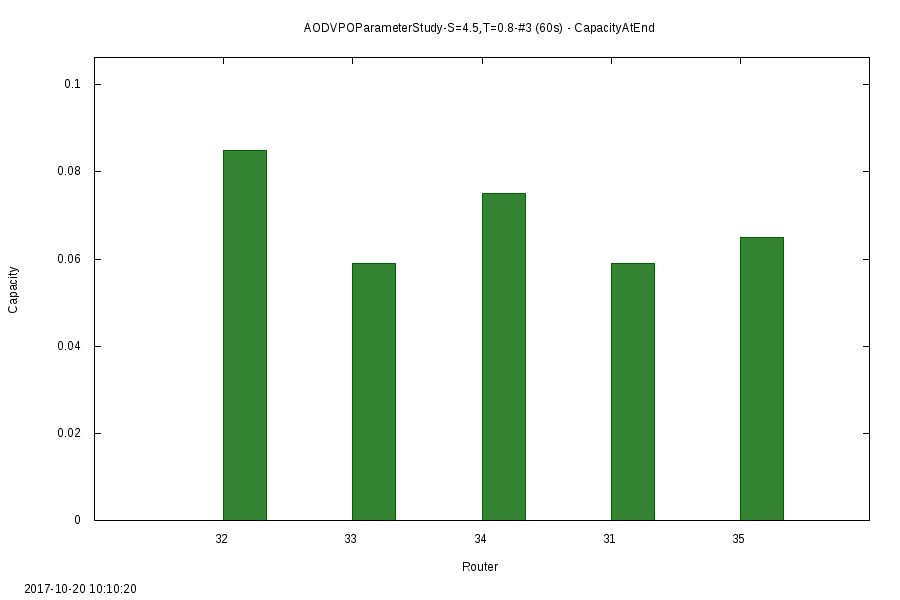 AODVPOParameterStudy-S=4.5,T=0.8-#3 (60s) - CapacityAtEnd
0.1
0.08
0.06
0.04
0.02
0
Capacity
32 33 34 31 35
Router
2017-10-20 10:10:20